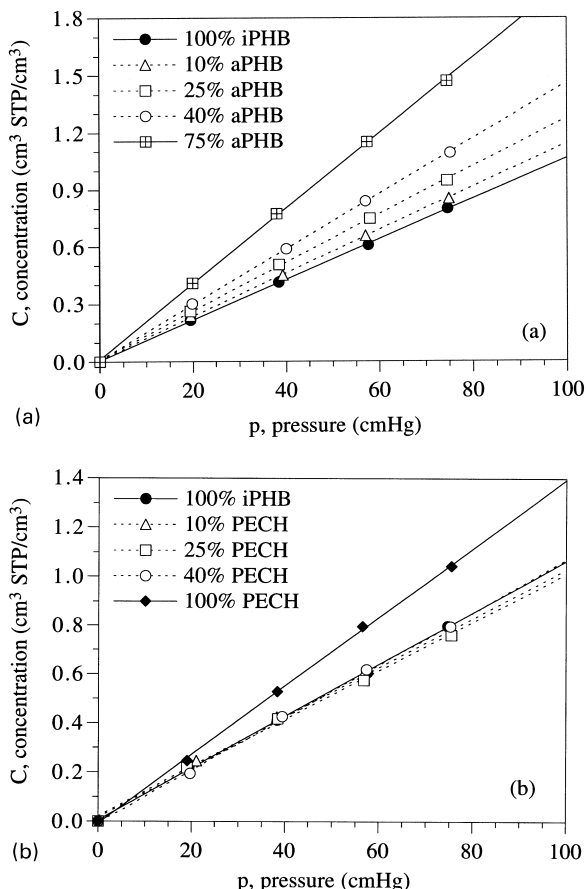 1.8
1.5
1.2
0.9
0.6
0.3
0.0
C, concentration (cm³ STP/cm³)
100% iPHB
10% aPHB
25% aPHB
40% aPHB
75% aPHB
(a)
0 20 40 60 80 100
(a)
p, pressure (cmHg)
1.4
1.2
1.0
0.8
0.6
0.4
0.2
0.0
C, concentration (cm³ STP/cm³)
100% iPHB
10% PECH
25% PECH
40% PECH
100% PECH
(b)
0 20 40 60 80 100
(b)
p, pressure (cmHg)